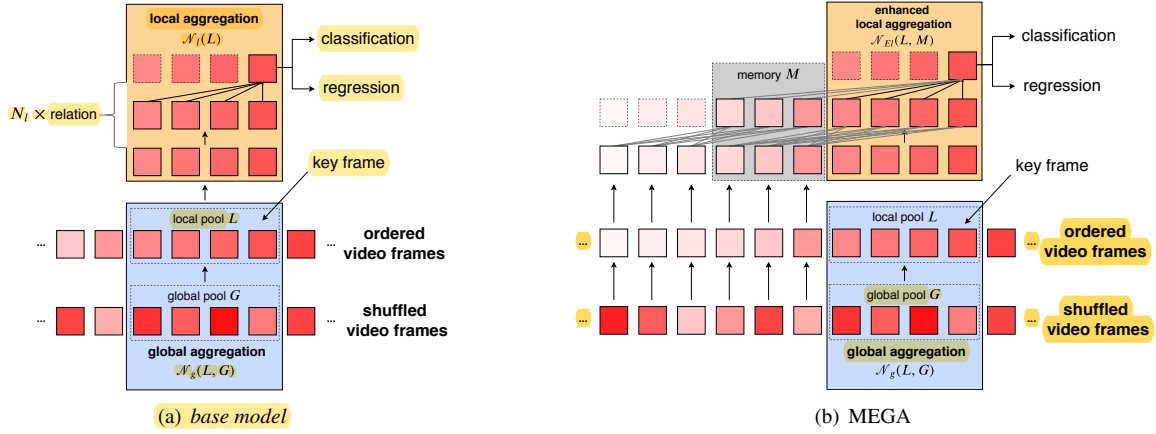 local aggregation
𝒩l(L)
classification
regression
Nl × relation
key frame
local pool L
... ... ordered
video frames
global pool G
... ... shuffled
video frames
global aggregation
𝒩g(L, G)
(a) base model
enhanced
local aggregation
𝒩El(L, M)
classification
memory M
regression
key frame
local pool L
... ... ordered
video frames
global pool G
... ... shuffled
video frames
global aggregation
𝒩g(L, G)
(b) MEGA